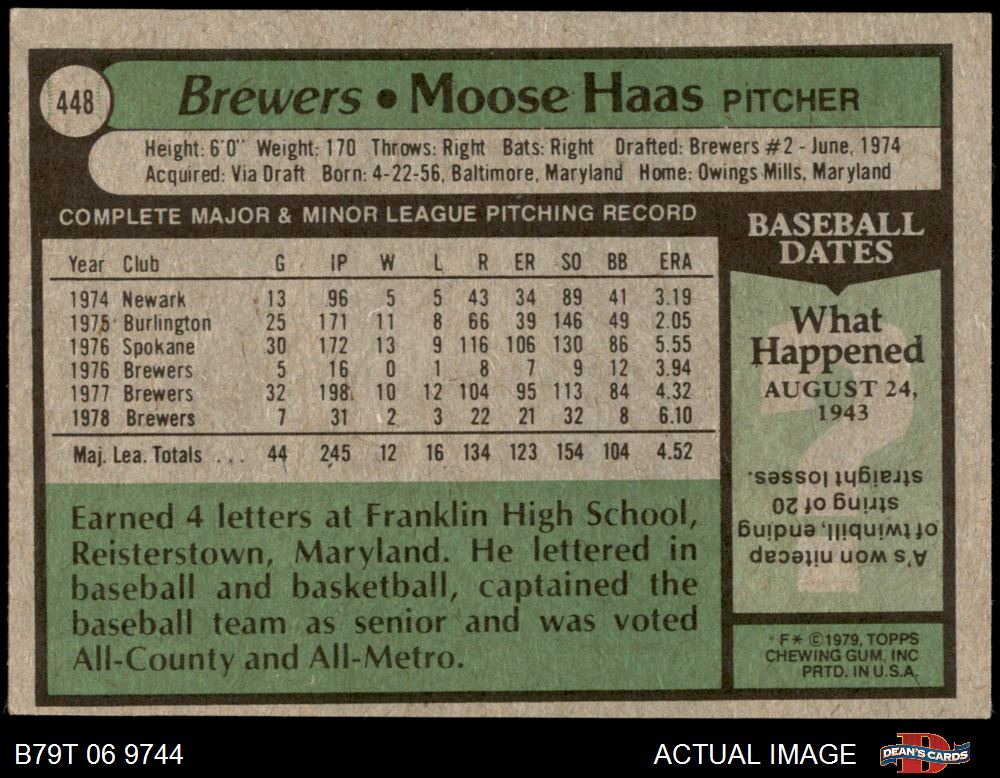 448
Brewers • Moose Haas PITCHER
Height: 6'0" Weight: 170 Throws: Right Bats: Right Drafted: Brewers #2 - June, 1974
Acquired: Via Draft Born: 4-22-56, Baltimore, Maryland Home: Owings Mills, Maryland
COMPLETE MAJOR & MINOR LEAGUE PITCHING RECORD
Year Club G IP W L R ER SO BB ERA
1974 Newark 13 96 5 5 43 34 89 41 3.19
1975 Burlington 25 171 11 8 66 39 146 49 2.05
1976 Spokane 30 172 13 9 116 106 130 86 5.55
1976 Brewers 5 16 0 1 8 7 9 12 3.94
1977 Brewers 32 198 10 12 104 95 113 84 4.32
1978 Brewers 7 31 2 3 22 21 32 8 6.10
Maj. Lea. Totals ... 44 245 12 16 134 123 154 104 4.52
Earned 4 letters at Franklin High School,
Reisterstown, Maryland. He lettered in
baseball and basketball, captained the
baseball team as senior and was voted
All-County and All-Metro.
BASEBALL
DATES
What
Happened
AUGUST 24,
1943
?
A's won nitecap
of twinbill, ending
string of 20
straight losses.
F* ©1979, TOPPS
CHEWING GUM, INC
PRTD. IN U.S.A.
B79T 06 9744
ACTUAL IMAGE
DEAN'S CARDS